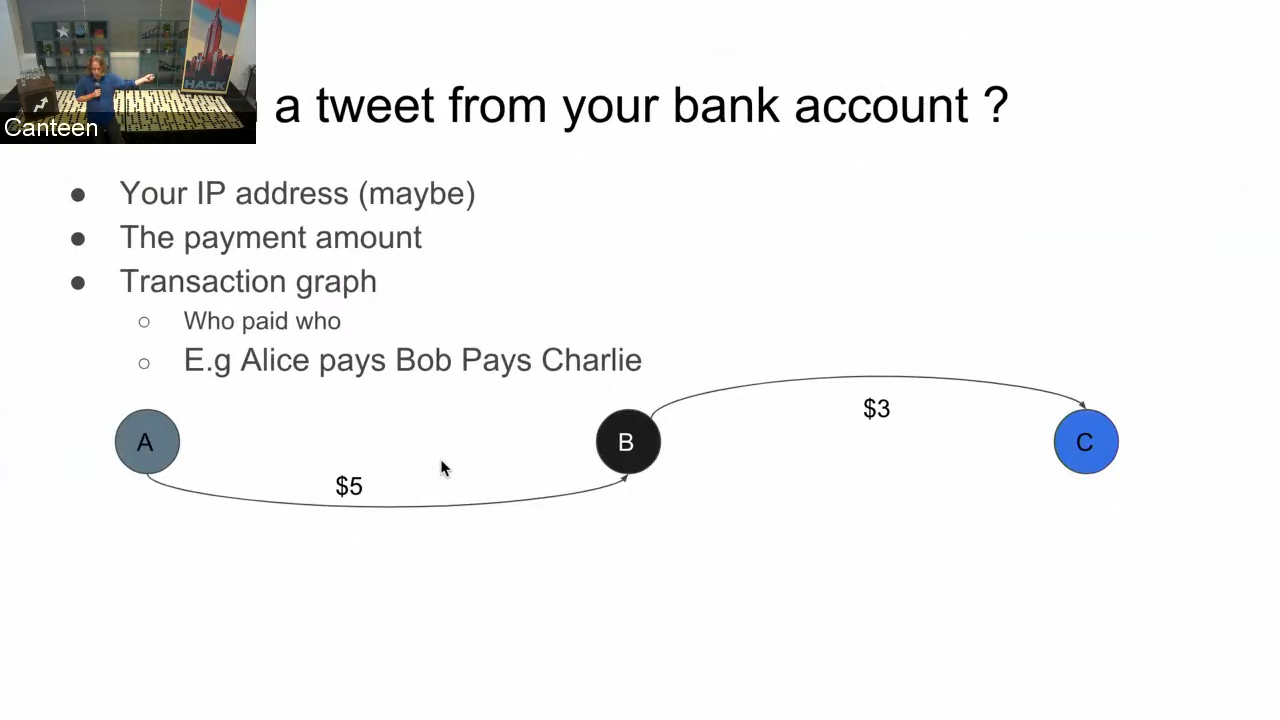 HACK
Canteen
a tweet from your bank account ?
● Your IP address (maybe)
● The payment amount
● Transaction graph
○ Who paid who
○ E.g Alice pays Bob Pays Charlie
$3
A
B
C
$5